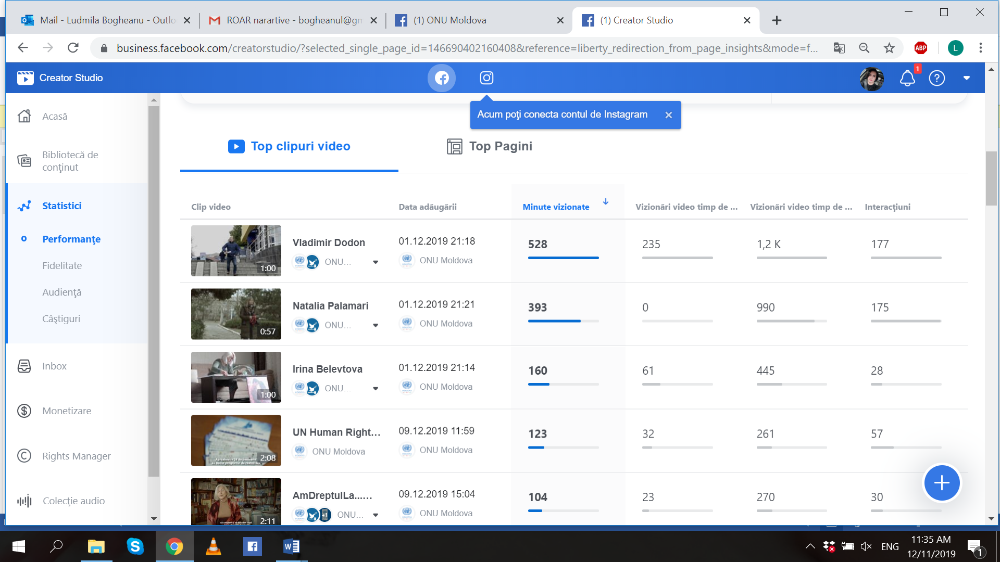 Mail - Ludmila Bogheanu - Outlo
ROAR narartive - bogheanul@gm
(1) ONU Moldova
(1) Creator Studio
business.facebook.com/creatorstudio/?selected_single_page_id=146690402160408&reference=liberty_redirection_from_page_insights&mode=f...
ABP
L
Creator Studio
1
Acum poți conecta contul de Instagram
Acasă
Bibliotecă de
conținut
Statistici
Performanțe
Fidelitate
Audiență
Câștiguri
Inbox
Monetizare
Rights Manager
Colecție audio
Top clipuri video
Top Pagini
Clip video
Data adăugării
Minute vizionate
Vizionări video timp de ...
Vizionări video timp de ...
Interacțiuni
1:00
Vladimir Dodon
ONU...
01.12.2019 21:18
ONU Moldova
528
235
1,2 K
177
0:57
Natalia Palamari
ONU...
01.12.2019 21:21
ONU Moldova
393
0
990
175
1:00
Irina Belevtova
ONU...
01.12.2019 21:14
ONU Moldova
160
61
445
28
2:08
UN Human Right...
ONU Moldova
09.12.2019 11:59
ONU Moldova
123
32
261
57
2:11
AmDreptulLa......
+1
ONU...
09.12.2019 15:04
ONU Moldova
104
23
270
30
ENG
11:35 AM
12/11/2019
1